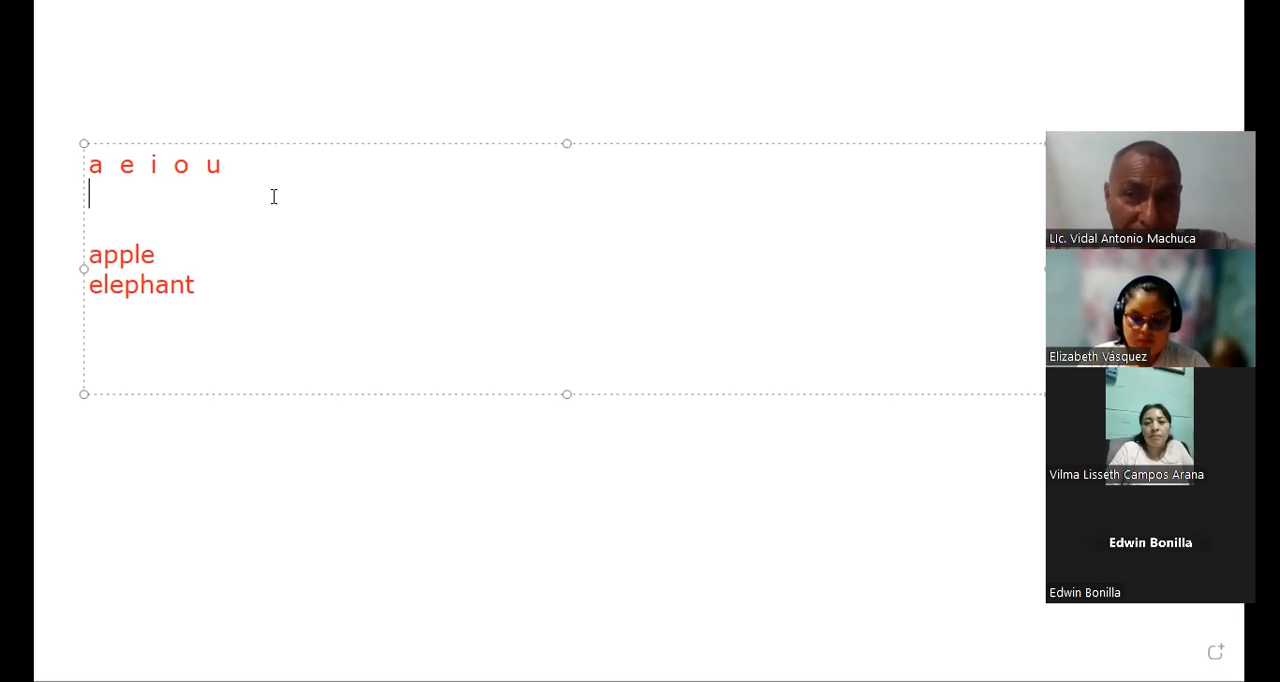 a e i o u
apple
elephant
LIc. Vidal Antonio Machuca
Elizabeth Vásquez
Vilma Lisseth Campos Arana
Edwin Bonilla
Edwin Bonilla